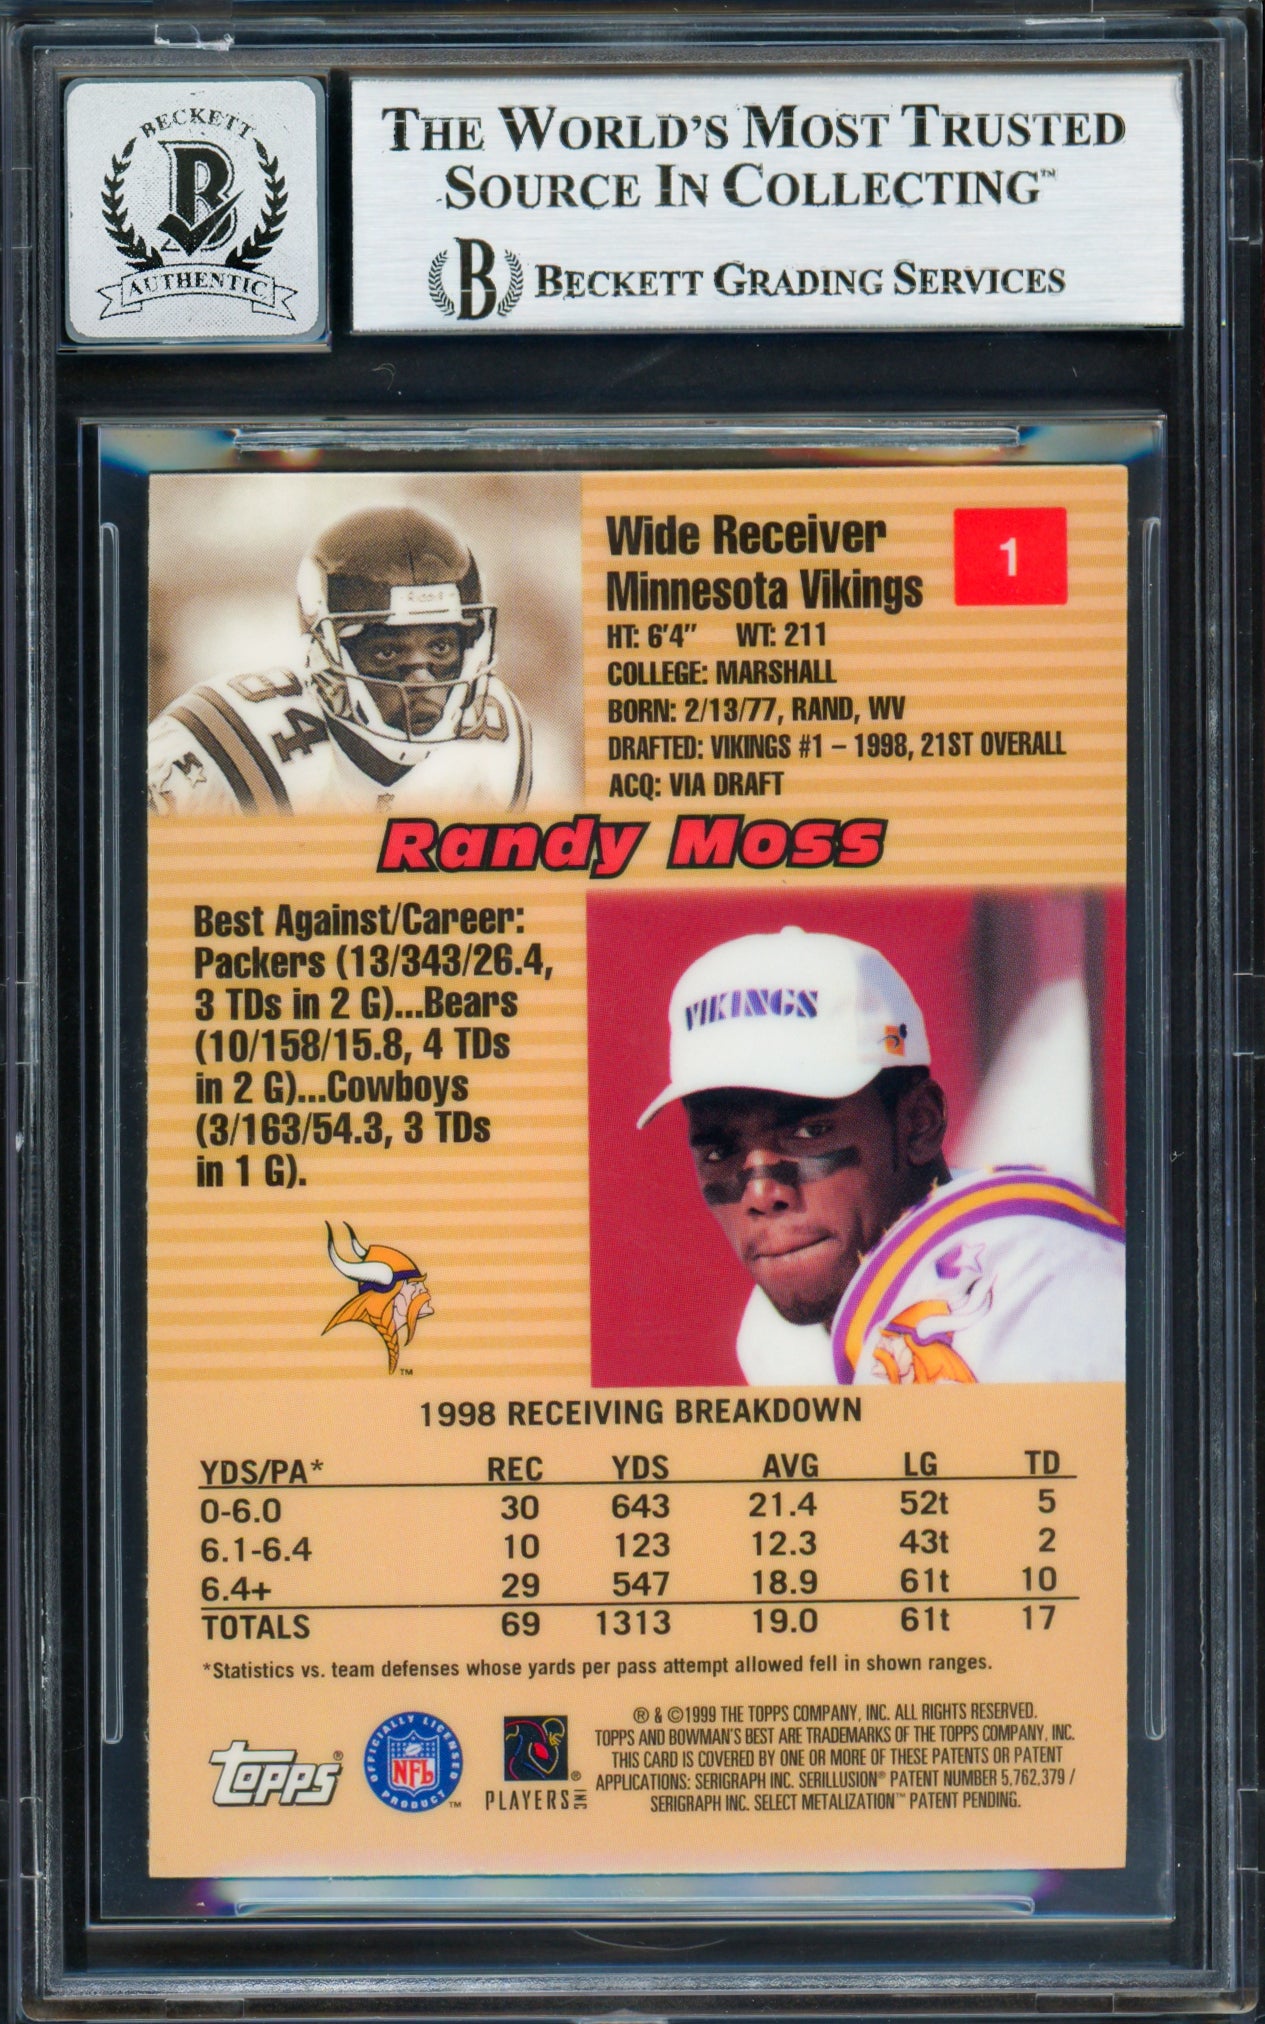 BECKETT
B
AUTHENTIC
THE WORLD'S MOST TRUSTED
SOURCE IN COLLECTING™
B BECKETT GRADING SERVICES
Wide Receiver
Minnesota Vikings
1
HT: 6'4" WT: 211
COLLEGE: MARSHALL
BORN: 2/13/77, RAND, WV
DRAFTED: VIKINGS #1 – 1998, 21ST OVERALL
ACQ: VIA DRAFT
84
Randy Moss
Best Against/Career:
Packers (13/343/26.4,
3 TDs in 2 G)...Bears
(10/158/15.8, 4 TDs
in 2 G)...Cowboys
(3/163/54.3, 3 TDs
in 1 G).
VIKINGS
TM
1998 RECEIVING BREAKDOWN
YDS/PA* REC YDS AVG LG TD
0-6.0 30 643 21.4 52t 5
6.1-6.4 10 123 12.3 43t 2
6.4+ 29 547 18.9 61t 10
TOTALS 69 1313 19.0 61t 17
*Statistics vs. team defenses whose yards per pass attempt allowed fell in shown ranges.
Topps®
OFFICIALLY LICENSED
NFL
PRODUCT™
PLAYERS INC®
® & ©1999 THE TOPPS COMPANY, INC. ALL RIGHTS RESERVED.
TOPPS AND BOWMAN'S BEST ARE TRADEMARKS OF THE TOPPS COMPANY, INC.
THIS CARD IS COVERED BY ONE OR MORE OF THESE PATENTS OR PATENT
APPLICATIONS: SERIGRAPH INC. SERILLUSION® PATENT NUMBER 5,762,379 /
SERIGRAPH INC. SELECT METALIZATION™ PATENT PENDING.